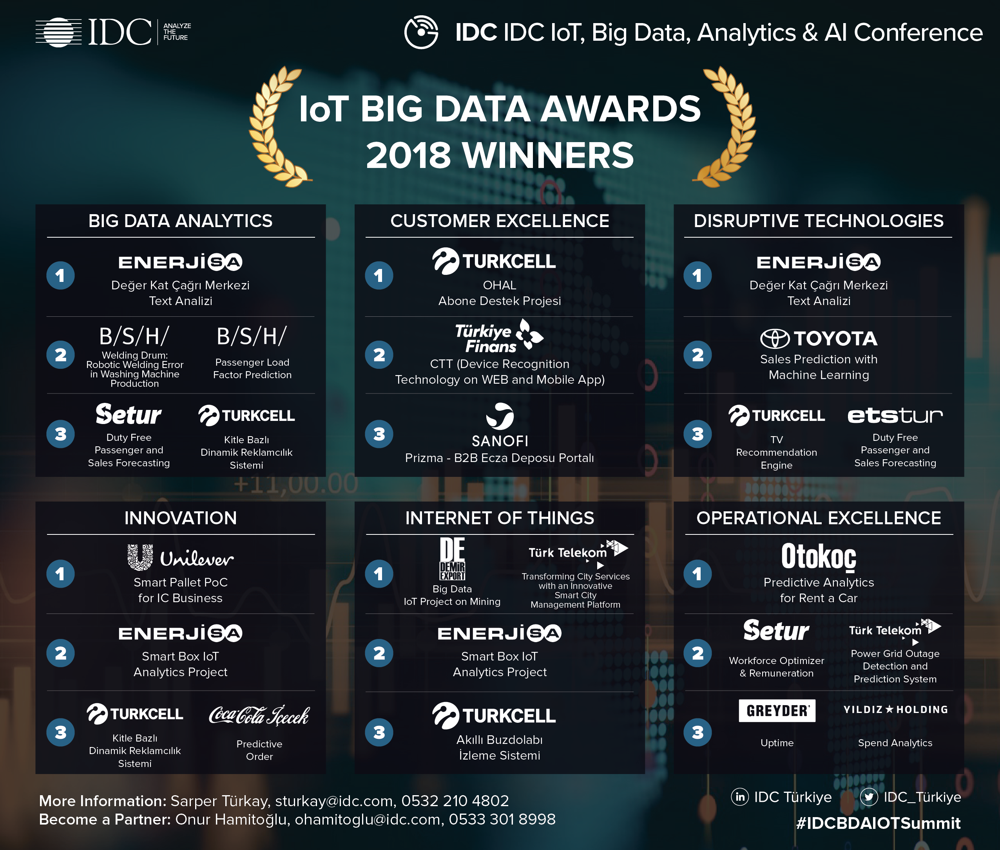 IDC
ANALYZE
THE
FUTURE
IDC IDC IoT, Big Data, Analytics & AI Conference
IoT BIG DATA AWARDS
2018 WINNERS
BIG DATA ANALYTICS
1
ENERJİSA
Değer Kat Çağrı Merkezi
Text Analizi
2
B/S/H/
Welding Drum:
Robotic Welding Error
in Washing Machine
Production
B/S/H/
Passenger Load
Factor Prediction
3
Setur
Duty Free
Passenger and
Sales Forecasting
TURKCELL
Kitle Bazlı
Dinamik Reklamcılık
Sistemi
CUSTOMER EXCELLENCE
1
TURKCELL
OHAL
Abone Destek Projesi
2
Türkiye
Finans
CTT (Device Recognition
Technology on WEB and Mobile App)
3
SANOFI
Prizma - B2B Ecza Deposu Portalı
DISRUPTIVE TECHNOLOGIES
1
ENERJİSA
Değer Kat Çağrı Merkezi
Text Analizi
2
TOYOTA
Sales Prediction with
Machine Learning
3
TURKCELL
TV
Recommendation
Engine
etstur
Duty Free
Passenger and
Sales Forecasting
+11,00.00
INNOVATION
1
Unilever
Smart Pallet PoC
for IC Business
2
ENERJİSA
Smart Box IoT
Analytics Project
3
TURKCELL
Kitle Bazlı
Dinamik Reklamcılık
Sistemi
Coca-Cola İçecek
Predictive
Order
INTERNET OF THINGS
1
DE
DEMİR
EXPORT
Big Data
IoT Project on Mining
Türk Telekom
Transforming City Services
with an Innovative
Smart City
Management Platform
2
ENERJİSA
Smart Box IoT
Analytics Project
3
TURKCELL
Akıllı Buzdolabı
İzleme Sistemi
OPERATIONAL EXCELLENCE
1
Otokoç
Predictive Analytics
for Rent a Car
2
Setur
Workforce Optimizer
& Remuneration
Türk Telekom
Power Grid Outage
Detection and
Prediction System
3
GREYDER
Uptime
YILDIZ★HOLDING
Spend Analytics
More Information: Sarper Türkay, sturkay@idc.com, 0532 210 4802
Become a Partner: Onur Hamitoğlu, ohamitoglu@idc.com, 0533 301 8998
in IDC Türkiye
IDC_Türkiye
#IDCBDAIOTSummit